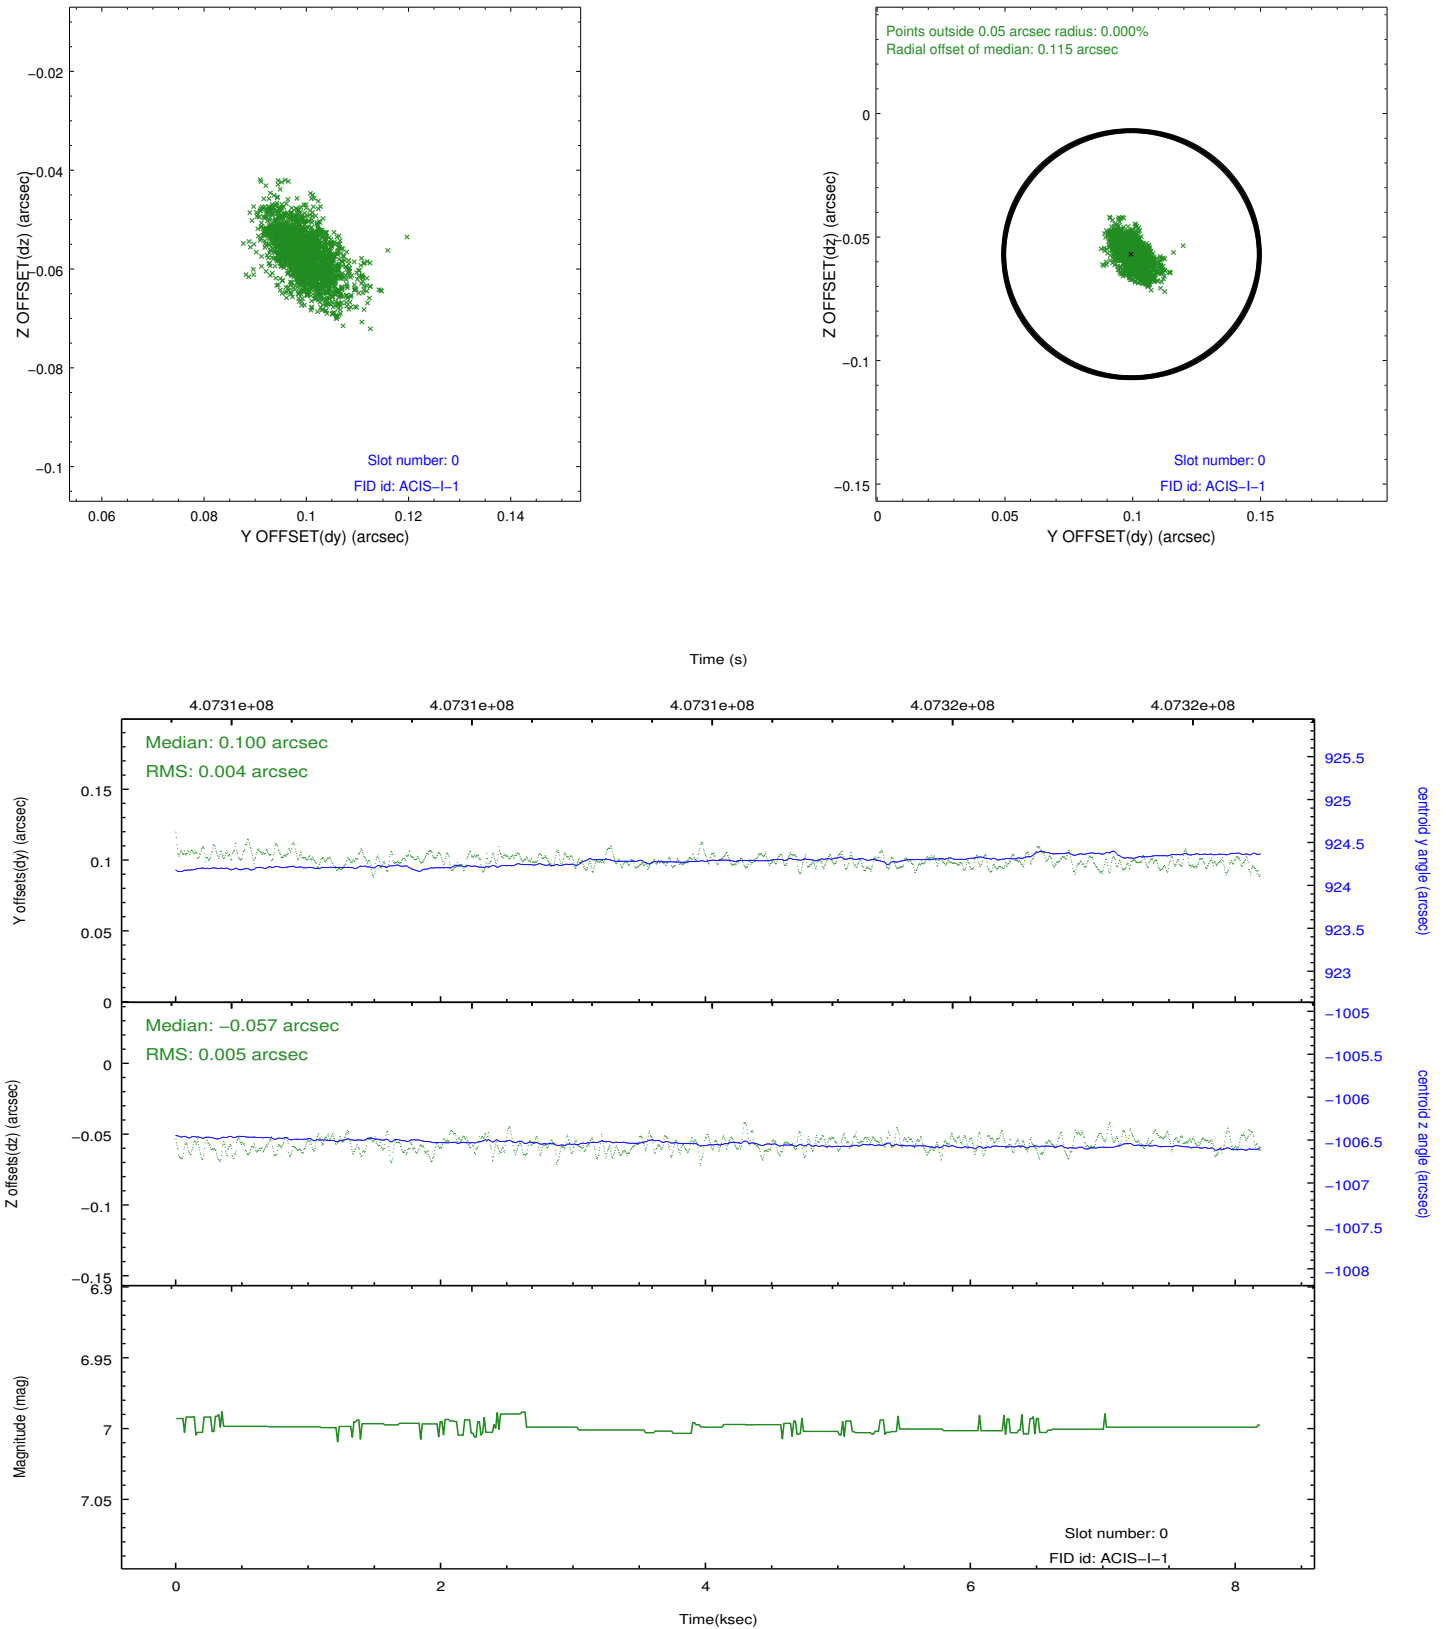 −0.02
−0.04
−0.06
−0.08
−0.1
Z OFFSET(dz) (arcsec)
Slot number: 0
FID id: ACIS−I−1
0.06 0.08 0.1 0.12 0.14
Y OFFSET(dy) (arcsec)
Points outside 0.05 arcsec radius: 0.000%
Radial offset of median: 0.115 arcsec
0
−0.05
−0.1
−0.15
Z OFFSET(dz) (arcsec)
Slot number: 0
FID id: ACIS−I−1
0 0.05 0.1 0.15
Y OFFSET(dy) (arcsec)
Time (s)
4.0731e+08 4.0731e+08 4.0731e+08 4.0732e+08 4.0732e+08
Median: 0.100 arcsec
RMS: 0.004 arcsec
0.15
0.1
0.05
0
Y offsets(dy) (arcsec)
925.5
925
924.5
924
923.5
923
centroid y angle (arcsec)
Median: −0.057 arcsec
RMS: 0.005 arcsec
0
−0.05
−0.1
−0.15
Z offsets(dz) (arcsec)
−1005
−1005.5
−1006
−1006.5
−1007
−1007.5
−1008
centroid z angle (arcsec)
6.9
6.95
7
7.05
Magnitude (mag)
Slot number: 0
FID id: ACIS−I−1
0 2 4 6 8
Time(ksec)